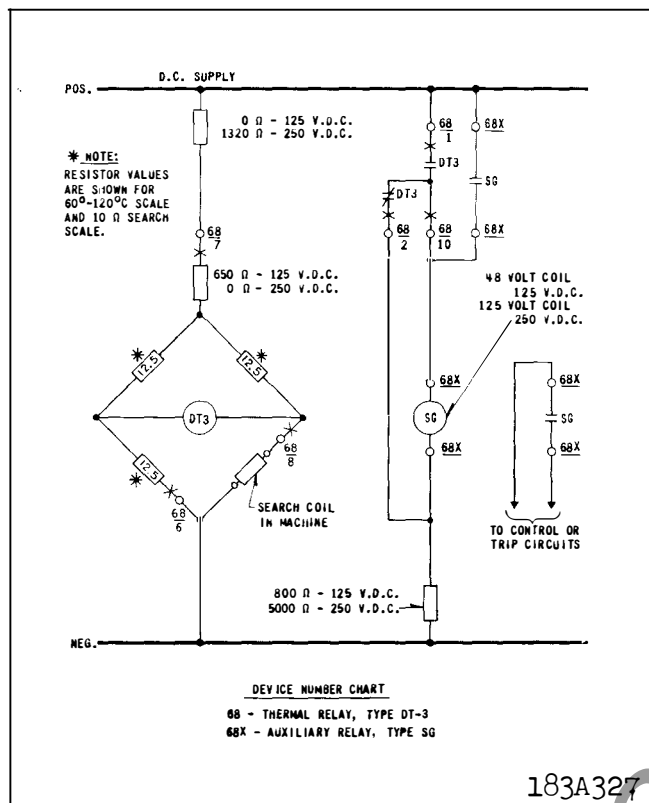 D.C. SUPPLY
POS.
0 Ω - 125 V.D.C.
1320 Ω - 250 V.D.C.
* NOTE:
RESISTOR VALUES
ARE SHOWN FOR
60°-120°C SCALE
AND 10 Ω SEARCH
SCALE.
68
7
650 Ω - 125 V.D.C.
0 Ω - 250 V.D.C.
* 12.5
12.5 *
DT3
12.5
*
68
8
68
6
SEARCH COIL
IN MACHINE
68
1
DT3
68X
SG
68X
DT3
68
2
68
10
48 VOLT COIL
125 V.D.C.
125 VOLT COIL
250 V.D.C.
68X
SG
68X
68X
SG
68X
TO CONTROL OR
TRIP CIRCUITS
800 Ω - 125 V.D.C.
5000 Ω - 250 V.D.C.
NEG.
DEVICE NUMBER CHART
68 - THERMAL RELAY, TYPE DT-3
68X - AUXILIARY RELAY, TYPE SG
183A327